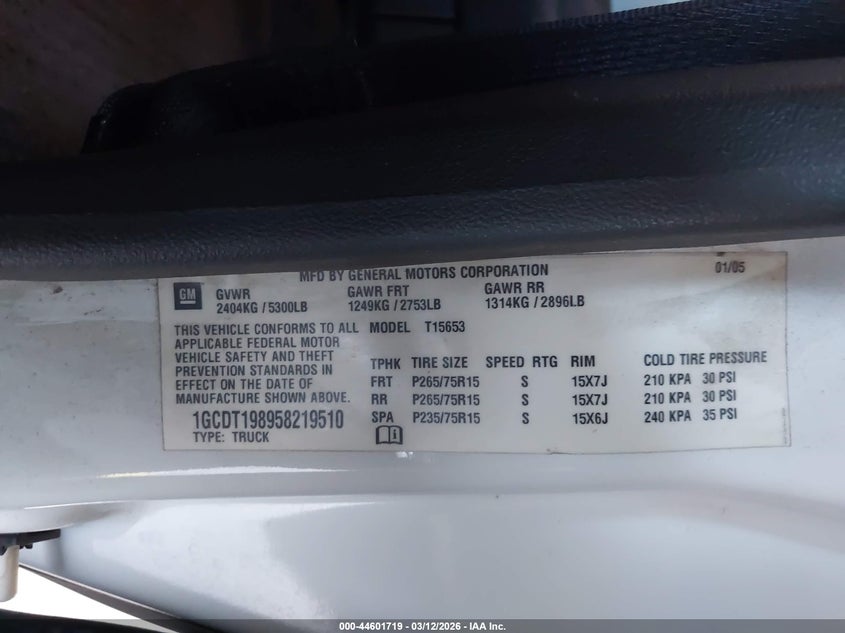 MFD BY GENERAL MOTORS CORPORATION 01/05
GM GVWR GAWR FRT GAWR RR
2404KG / 5300LB 1249KG / 2753LB 1314KG / 2896LB
THIS VEHICLE CONFORMS TO ALL
APPLICABLE FEDERAL MOTOR
VEHICLE SAFETY AND THEFT
PREVENTION STANDARDS IN
EFFECT ON THE DATE OF
MANUFACTURE SHOWN ABOVE.
1GCDT198958219510
TYPE: TRUCK
MODEL T15653
TPHK TIRE SIZE SPEED RTG RIM COLD TIRE PRESSURE
FRT P265/75R15 S 15X7J 210 KPA 30 PSI
RR P265/75R15 S 15X7J 210 KPA 30 PSI
SPA P235/75R15 S 15X6J 240 KPA 35 PSI
000-44601719 - 03/12/2026 - IAA Inc.